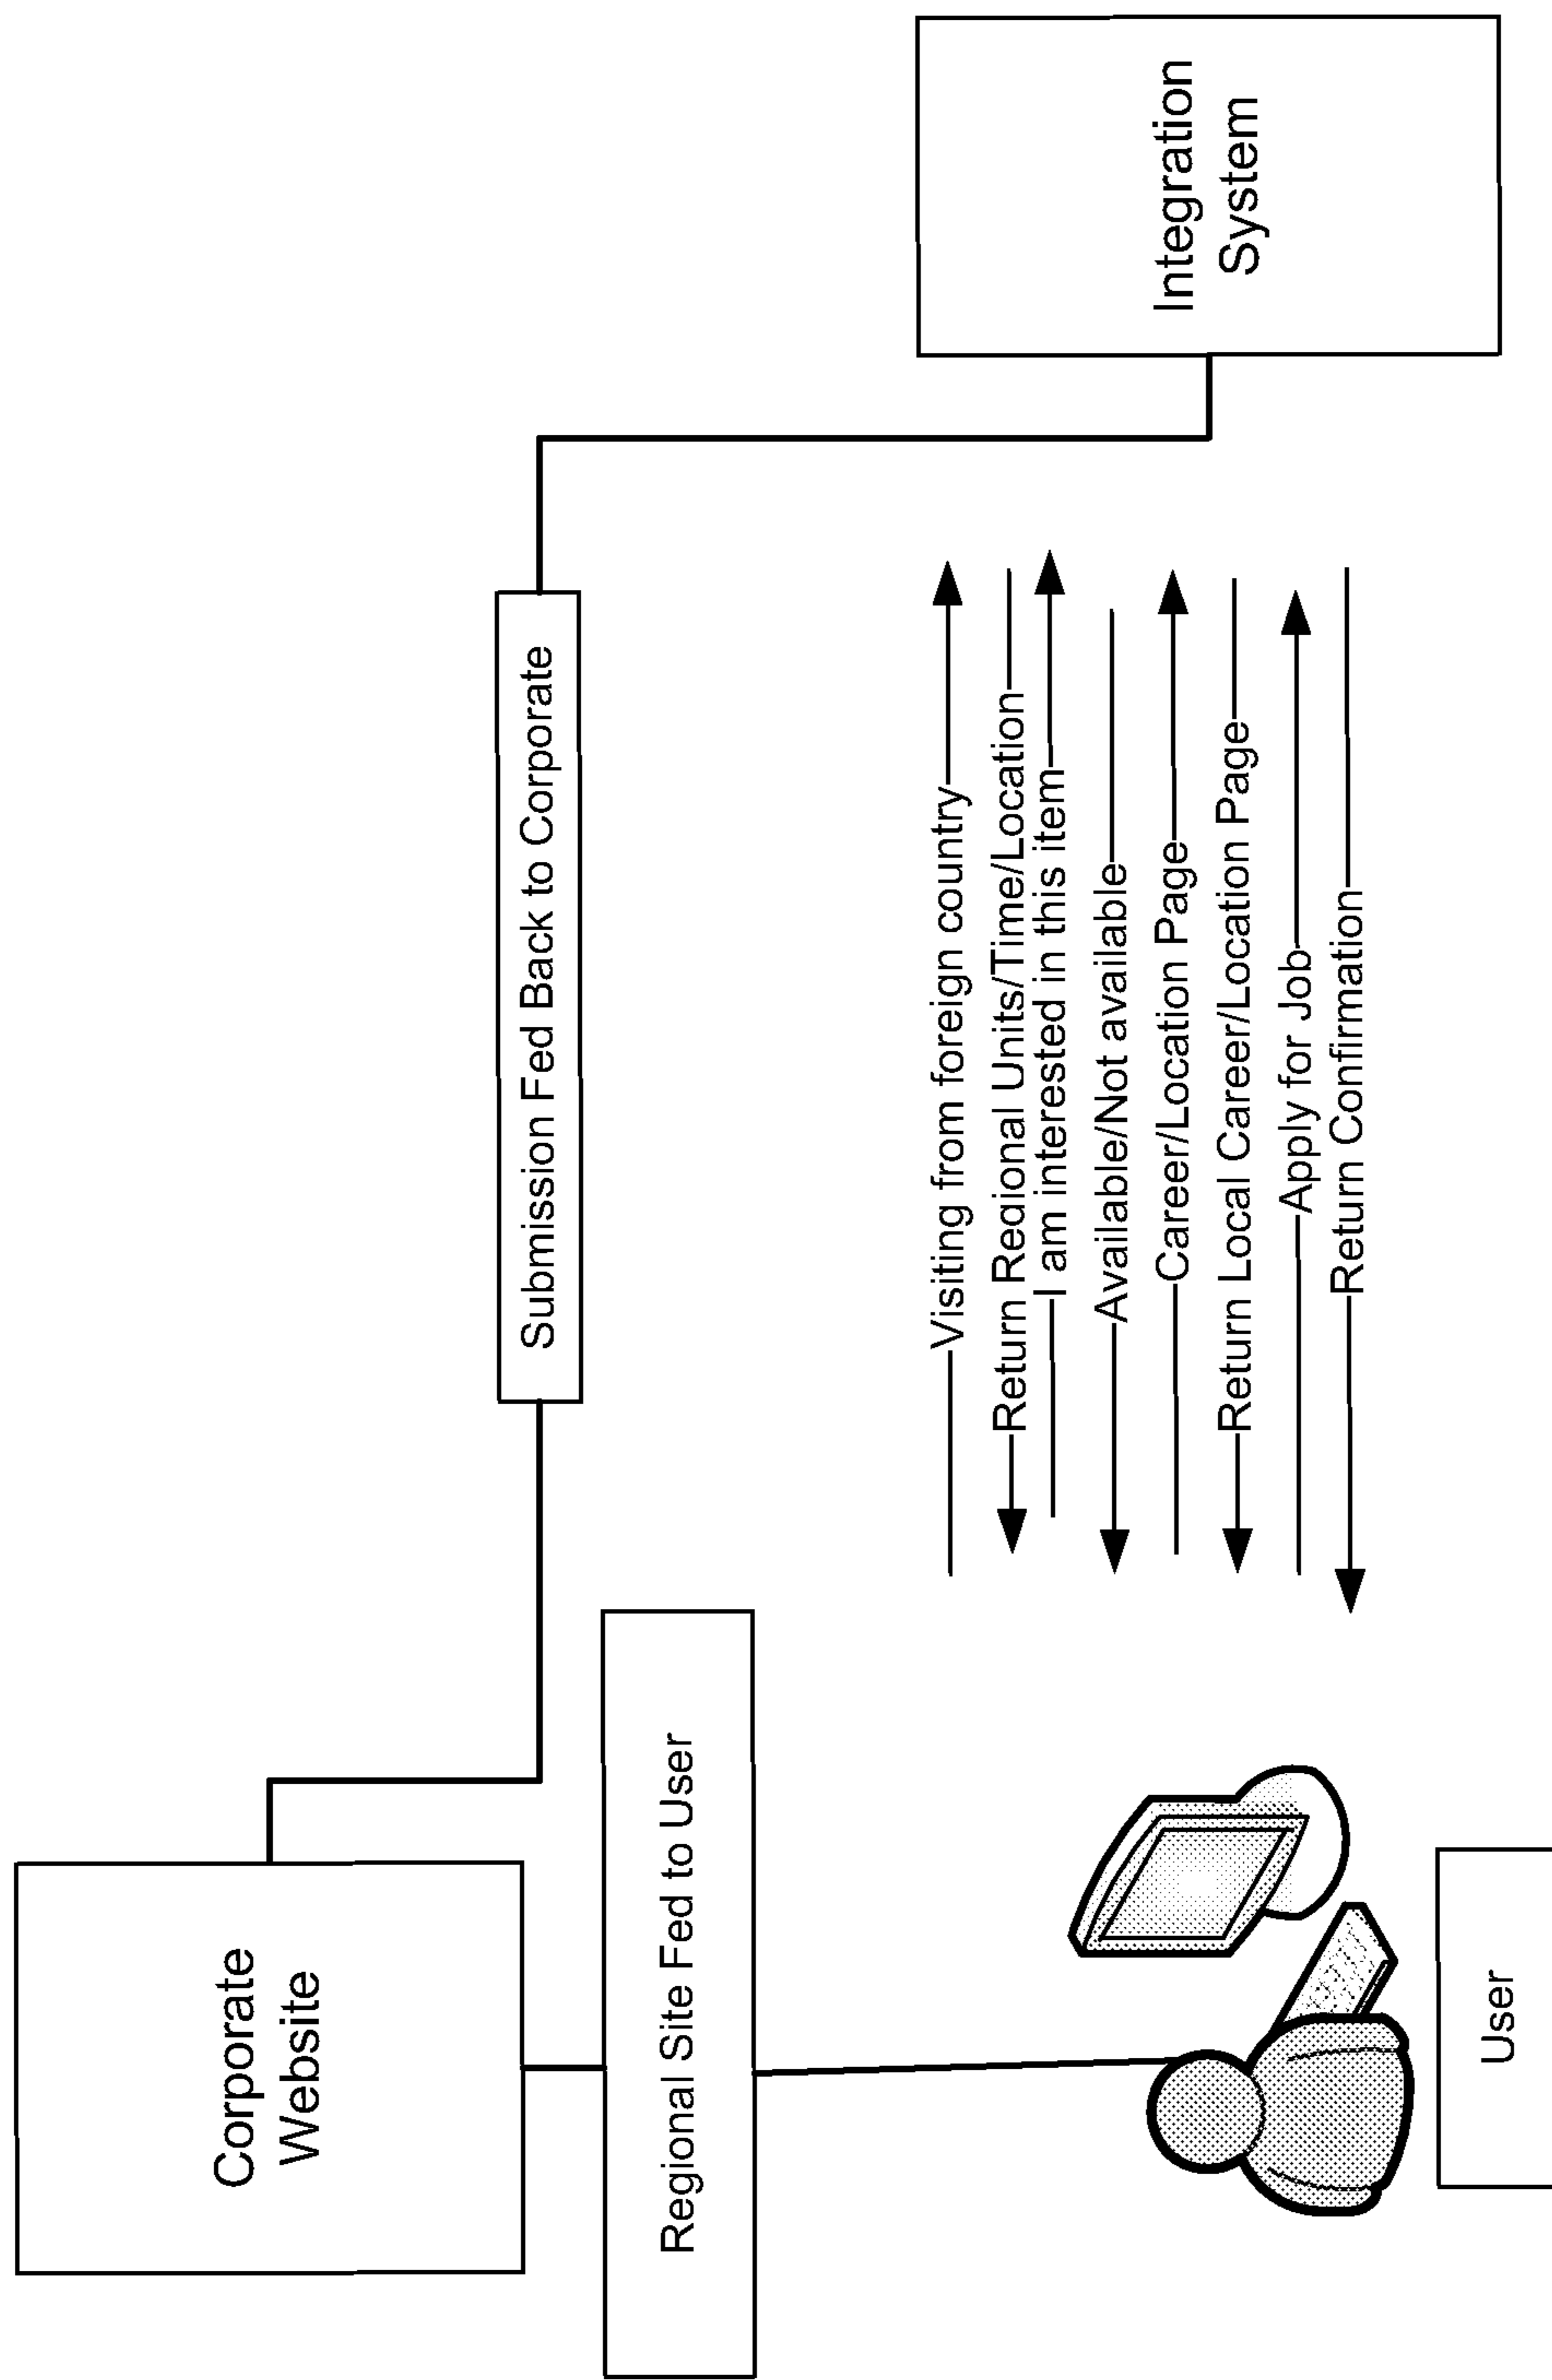 Corporate
Website
Submission Fed Back to Corporate
Regional Site Fed to User
Integration
System
Visiting from foreign country
Return Regional Units/Time/Location
I am interested in this item
Available/Not available
Career/Location Page
Return Local Career/Location Page
Apply for Job
Return Confirmation
User